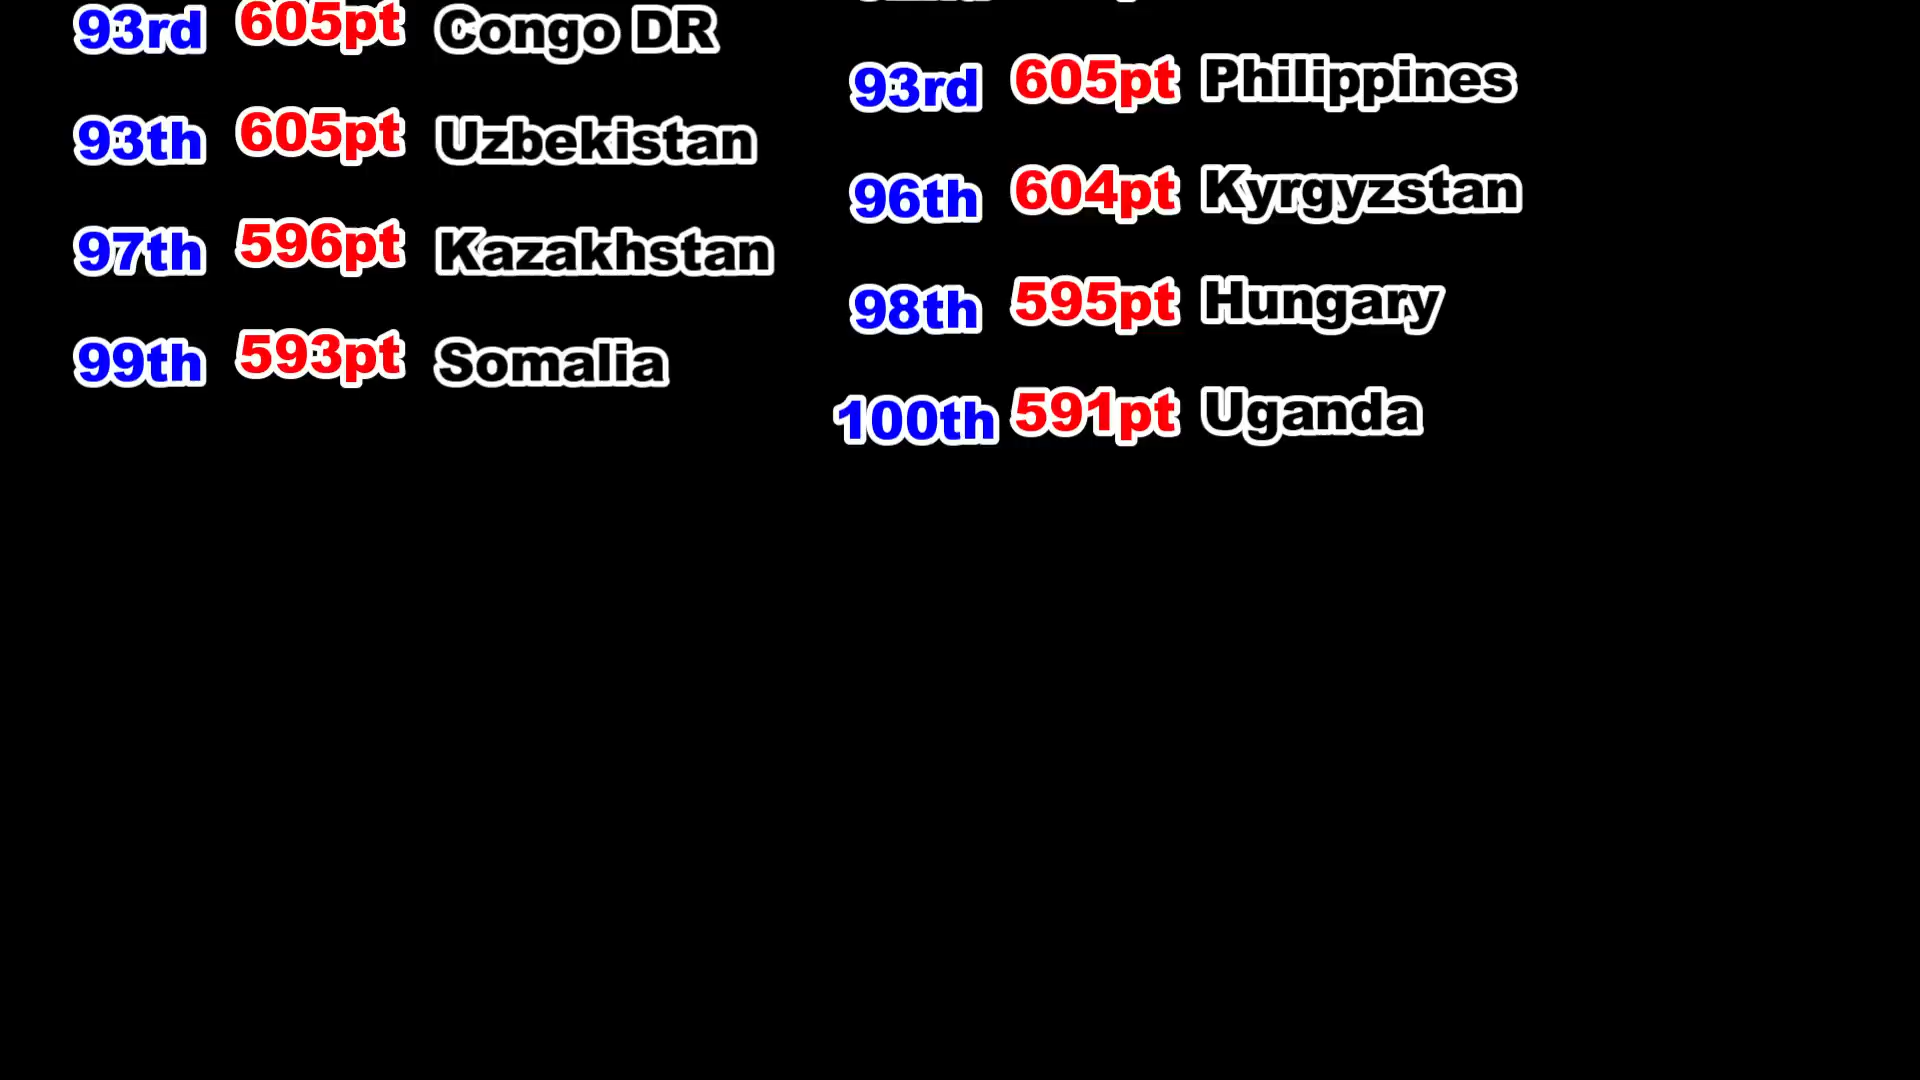 93rd 605pt Congo DR
93rd 605pt Philippines
93th 605pt Uzbekistan
96th 604pt Kyrgyzstan
97th 596pt Kazakhstan
98th 595pt Hungary
99th 593pt Somalia
100th 591pt Uganda